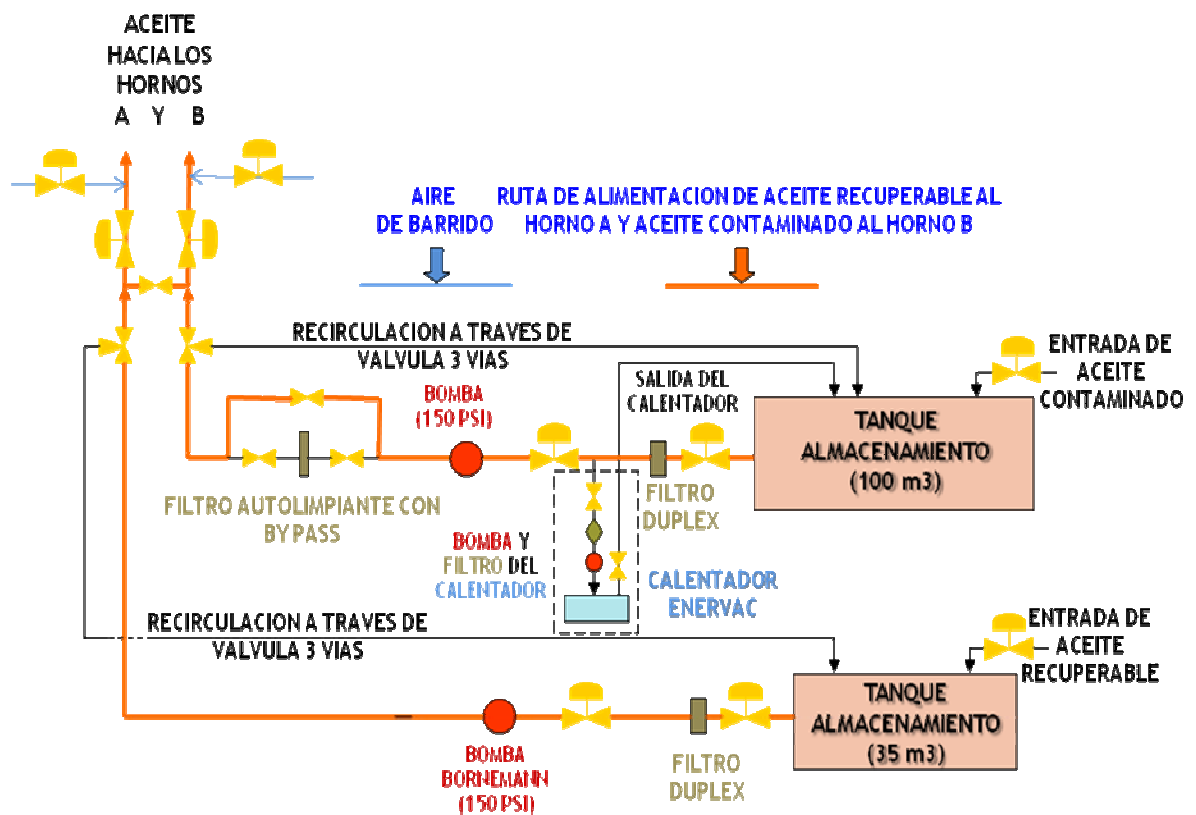 ACEITE
HACIA LOS
HORNOS
A Y B
AIRE
DE BARRIDO
RUTA DE ALIMENTACION DE ACEITE RECUPERABLE AL
HORNO A Y ACEITE CONTAMINADO AL HORNO B
RECIRCULACION A TRAVES DE
VALVULA 3 VIAS
ENTRADA DE
ACEITE
CONTAMINADO
SALIDA DEL
CALENTADOR
BOMBA
(150 PSI)
TANQUE
ALMACENAMIENTO
(100 m3)
FILTRO AUTOLIMPIANTE CON
BY PASS
FILTRO
DUPLEX
BOMBA Y
FILTRO DEL
CALENTADOR
CALENTADOR
ENERVAC
RECIRCULACION A TRAVES DE
VALVULA 3 VIAS
ENTRADA DE
ACEITE
RECUPERABLE
TANQUE
ALMACENAMIENTO
(35 m3)
BOMBA
BORNEMANN
(150 PSI)
FILTRO
DUPLEX